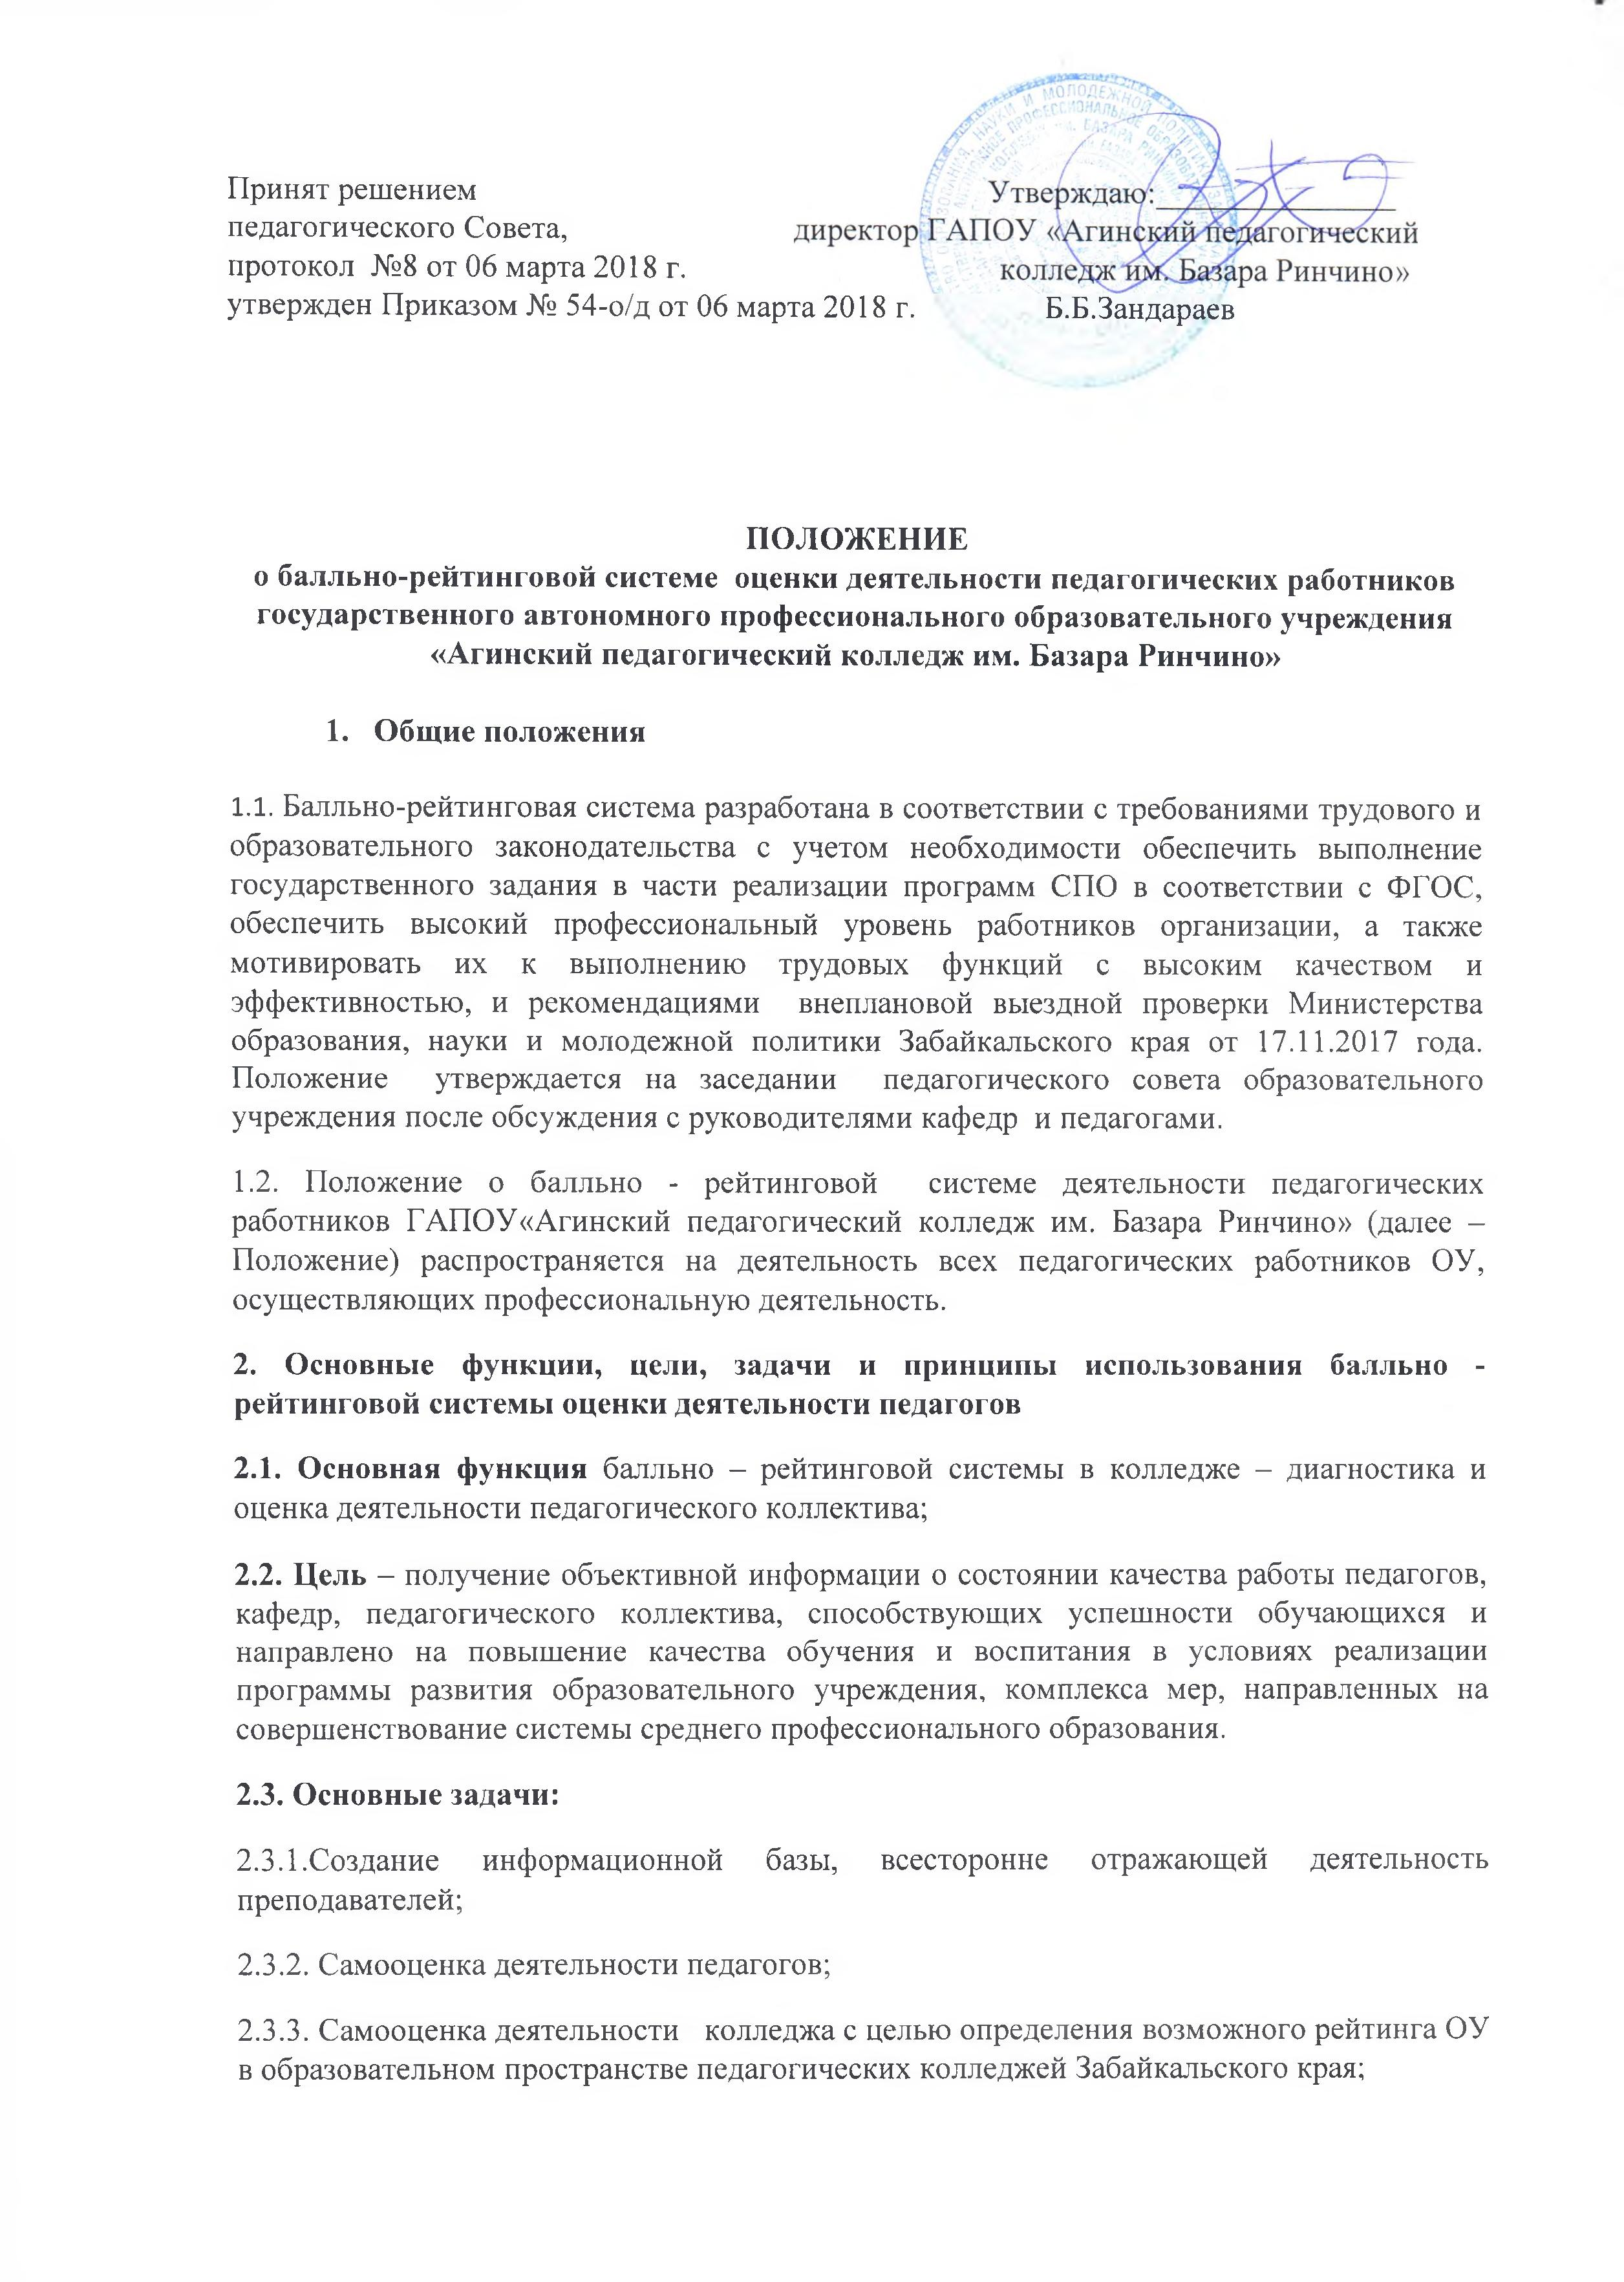 Принят решением Утверждаю:_______________
педагогического Совета, директор ГАПОУ «Агинский педагогический
протокол №8 от 06 марта 2018 г. колледж им. Базара Ринчино»
утвержден Приказом № 54-о/д от 06 марта 2018 г. Б.Б.Зандараев
ПОЛОЖЕНИЕ
о балльно-рейтинговой системе оценки деятельности педагогических работников
государственного автономного профессионального образовательного учреждения
«Агинский педагогический колледж им. Базара Ринчино»
1. Общие положения
1.1. Балльно-рейтинговая система разработана в соответствии с требованиями трудового и
образовательного законодательства с учетом необходимости обеспечить выполнение
государственного задания в части реализации программ СПО в соответствии с ФГОС,
обеспечить высокий профессиональный уровень работников организации, а также
мотивировать их к выполнению трудовых функций с высоким качеством и
эффективностью, и рекомендациями внеплановой выездной проверки Министерства
образования, науки и молодежной политики Забайкальского края от 17.11.2017 года.
Положение утверждается на заседании педагогического совета образовательного
учреждения после обсуждения с руководителями кафедр и педагогами.
1.2. Положение о балльно - рейтинговой системе деятельности педагогических
работников ГАПОУ«Агинский педагогический колледж им. Базара Ринчино» (далее –
Положение) распространяется на деятельность всех педагогических работников ОУ,
осуществляющих профессиональную деятельность.
2. Основные функции, цели, задачи и принципы использования балльно -
рейтинговой системы оценки деятельности педагогов
2.1. Основная функция балльно – рейтинговой системы в колледже – диагностика и
оценка деятельности педагогического коллектива;
2.2. Цель – получение объективной информации о состоянии качества работы педагогов,
кафедр, педагогического коллектива, способствующих успешности обучающихся и
направлено на повышение качества обучения и воспитания в условиях реализации
программы развития образовательного учреждения, комплекса мер, направленных на
совершенствование системы среднего профессионального образования.
2.3. Основные задачи:
2.3.1.Создание информационной базы, всесторонне отражающей деятельность
преподавателей;
2.3.2. Самооценка деятельности педагогов;
2.3.3. Самооценка деятельности колледжа с целью определения возможного рейтинга ОУ
в образовательном пространстве педагогических колледжей Забайкальского края;